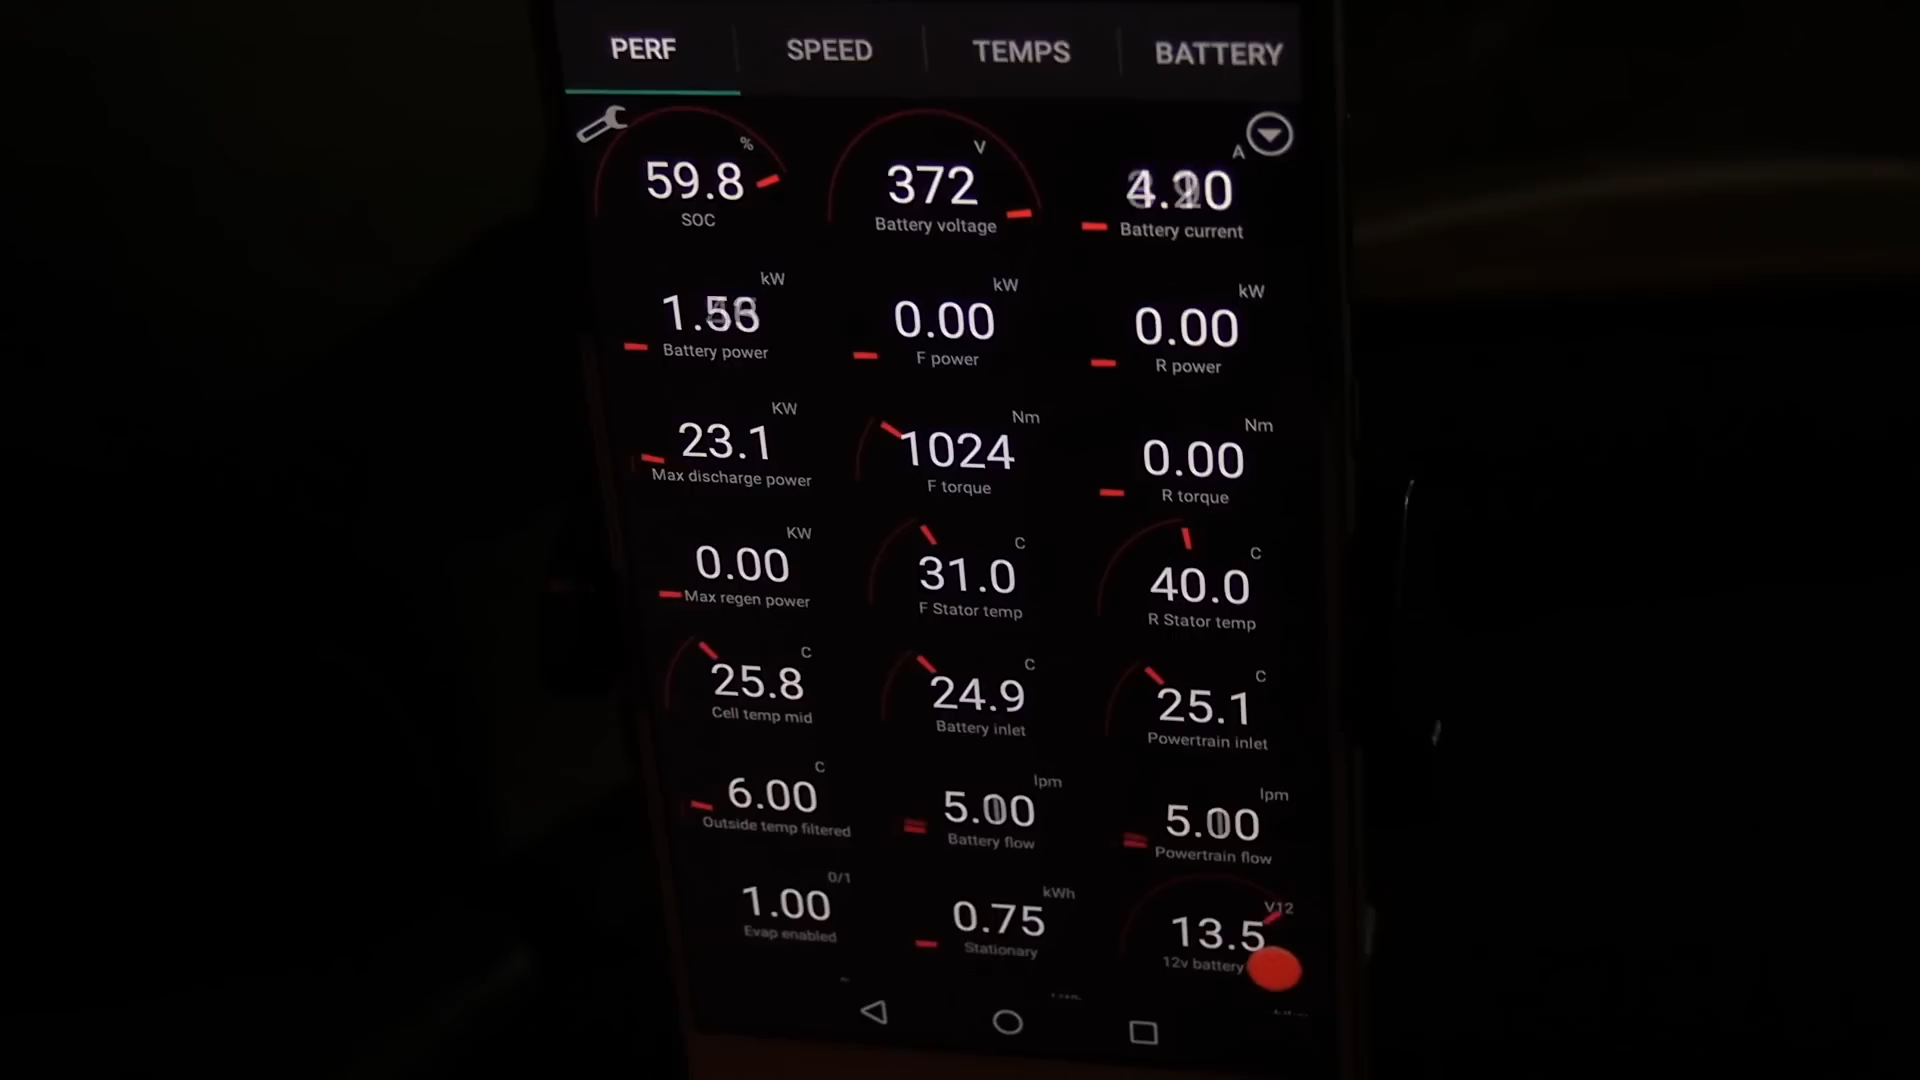 PERF SPEED TEMPS BATTERY
% V A
59.8 372
SOC Battery voltage Battery current
kW kW kW
0.00 0.00
Battery power F power R power
KW Nm Nm
23.1 1024 0.00
Max discharge power F torque R torque
KW C C
0.00 31.0 40.0
Max regen power F Stator temp R Stator temp
C C C
25.8 24.9 25.1
Cell temp mid Battery inlet Powertrain inlet
C lpm lpm
6.00
Outside temp filtered Battery flow Powertrain flow
0/1 kWh V12
1.00 0.75 13.5
Evap enabled Stationary 12v battery